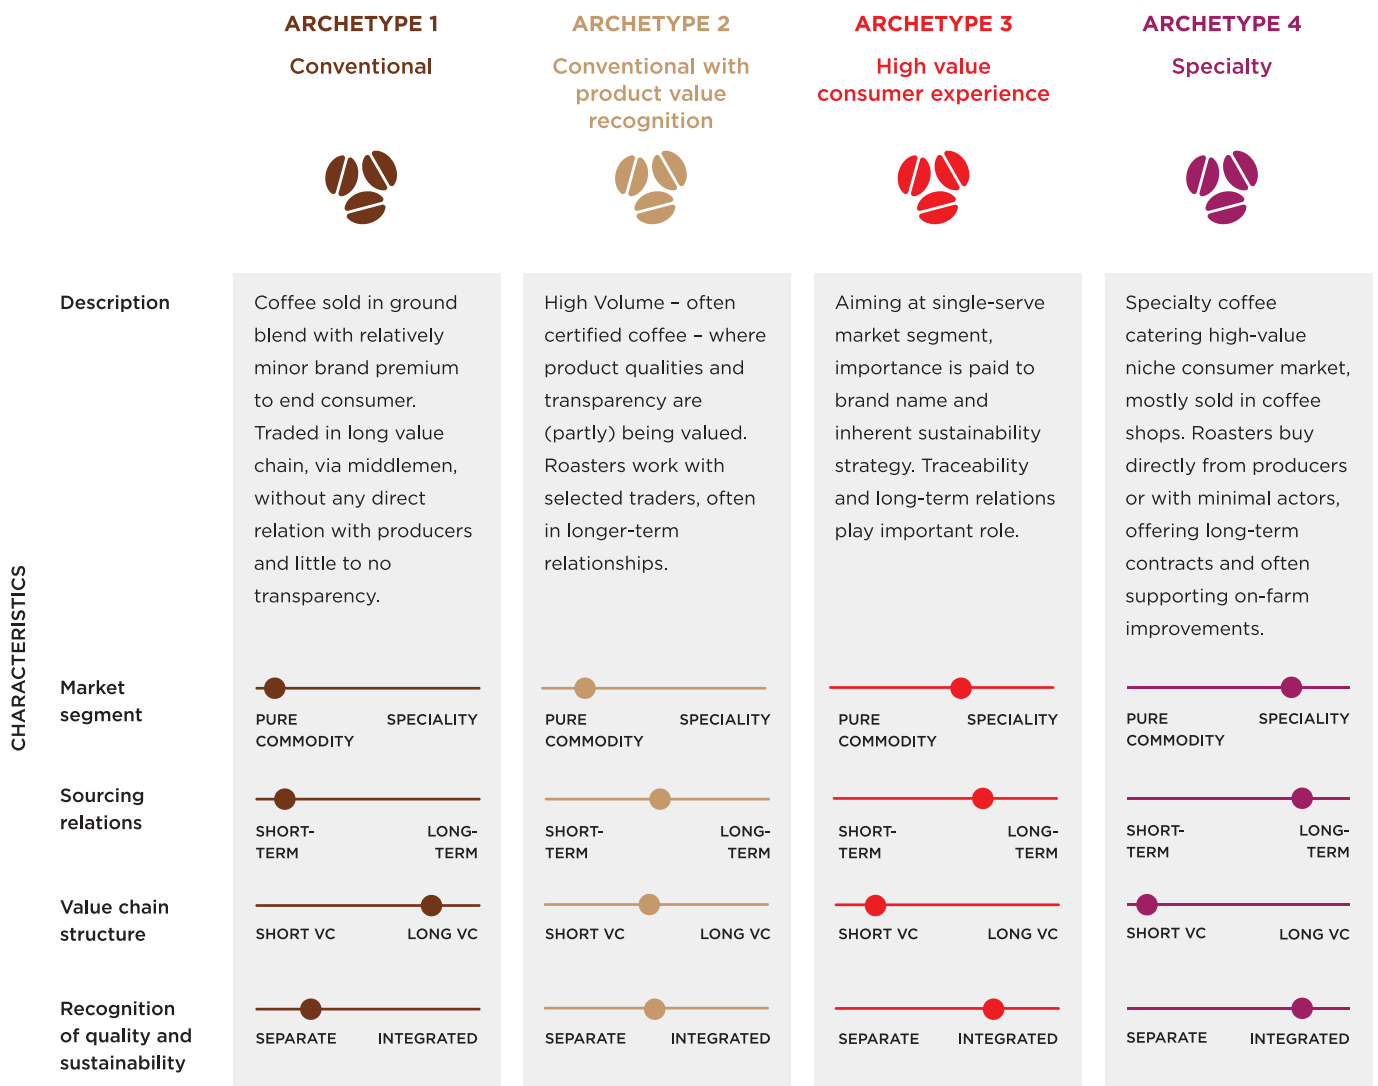 ARCHETYPE 1
Conventional
ARCHETYPE 2
Conventional with
product value
recognition
ARCHETYPE 3
High value
consumer experience
ARCHETYPE 4
Specialty
CHARACTERISTICS
Description
Coffee sold in ground
blend with relatively
minor brand premium
to end consumer.
Traded in long value
chain, via middlemen,
without any direct
relation with producers
and little to no
transparency.
High Volume – often
certified coffee – where
product qualities and
transparency are
(partly) being valued.
Roasters work with
selected traders, often
in longer-term
relationships.
Aiming at single-serve
market segment,
importance is paid to
brand name and
inherent sustainability
strategy. Traceability
and long-term relations
play important role.
Specialty coffee
catering high-value
niche consumer market,
mostly sold in coffee
shops. Roasters buy
directly from producers
or with minimal actors,
offering long-term
contracts and often
supporting on-farm
improvements.
Market
segment
PURE
COMMODITY
SPECIALITY
PURE
COMMODITY
SPECIALITY
PURE
COMMODITY
SPECIALITY
PURE
COMMODITY
SPECIALITY
Sourcing
relations
SHORT-
TERM
LONG-
TERM
SHORT-
TERM
LONG-
TERM
SHORT-
TERM
LONG-
TERM
SHORT-
TERM
LONG-
TERM
Value chain
structure
SHORT VC
LONG VC
SHORT VC
LONG VC
SHORT VC
LONG VC
SHORT VC
LONG VC
Recognition
of quality and
sustainability
SEPARATE
INTEGRATED
SEPARATE
INTEGRATED
SEPARATE
INTEGRATED
SEPARATE
INTEGRATED